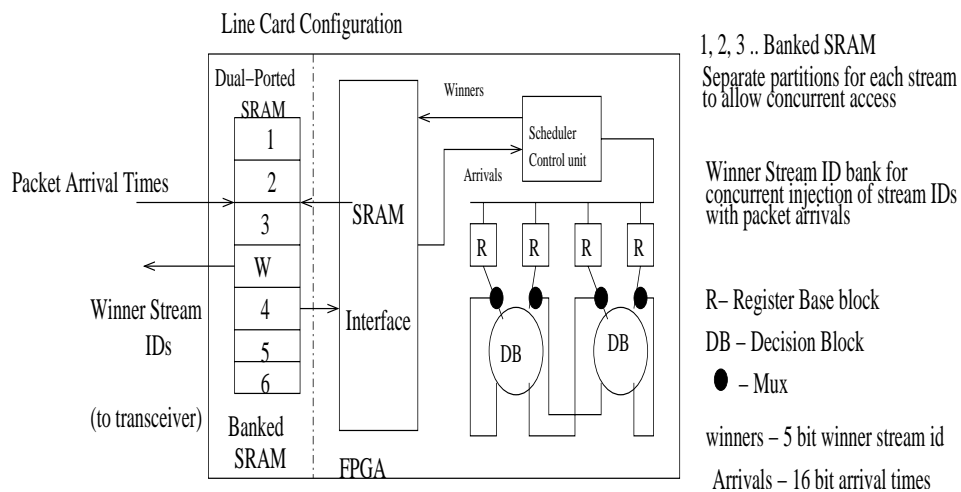 Line Card Configuration
Dual–Ported
SRAM
1
2
3
W
4
5
6
Banked
SRAM
Packet Arrival Times
Winner Stream
IDs
(to transceiver)
SRAM
Interface
FPGA
Winners
Arrivals
Scheduler
Control unit
R
R
R
R
DB
DB
1, 2, 3 .. Banked SRAM
Separate partitions for each stream
to allow concurrent access
Winner Stream ID bank for
concurrent injection of stream IDs
with packet arrivals
R– Register Base block
DB – Decision Block
– Mux
winners – 5 bit winner stream id
Arrivals – 16 bit arrival times